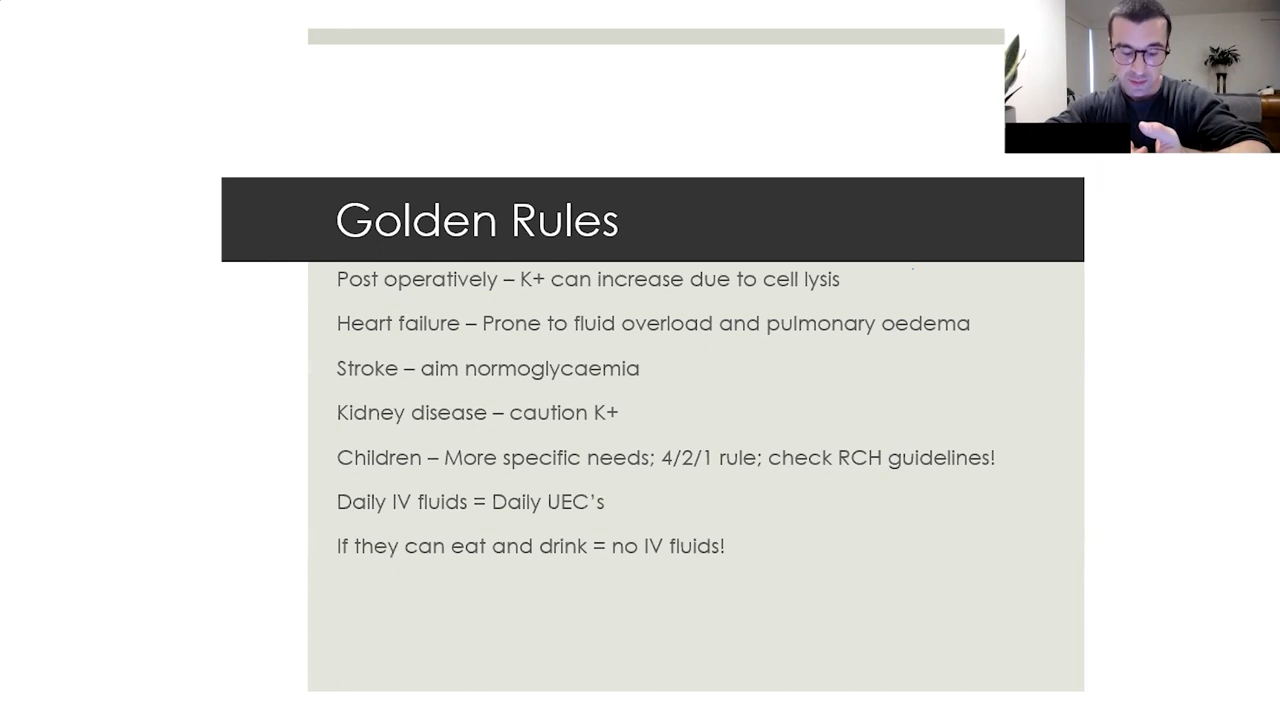 Golden Rules
Post operatively – K+ can increase due to cell lysis
Heart failure – Prone to fluid overload and pulmonary oedema
Stroke – aim normoglycaemia
Kidney disease – caution K+
Children – More specific needs; 4/2/1 rule; check RCH guidelines!
Daily IV fluids = Daily UEC’s
If they can eat and drink = no IV fluids!